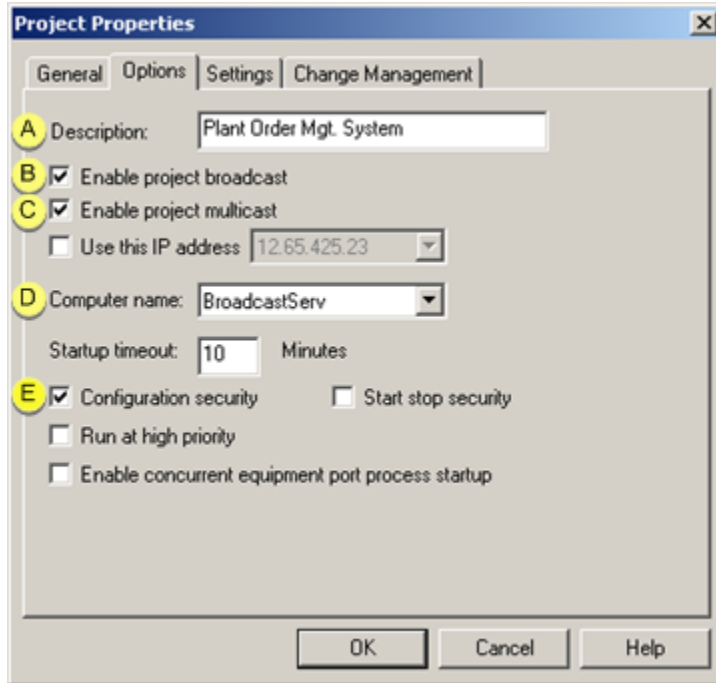 Project Properties
General Options Settings Change Management
A Description: Plant Order Mgt. System
B Enable project broadcast
C Enable project multicast
Use this IP address 12.65.425.23
D Computer name: BroadcastServ
Startup timeout: 10 Minutes
E Configuration security Start stop security
Run at high priority
Enable concurrent equipment port process startup
OK Cancel Help